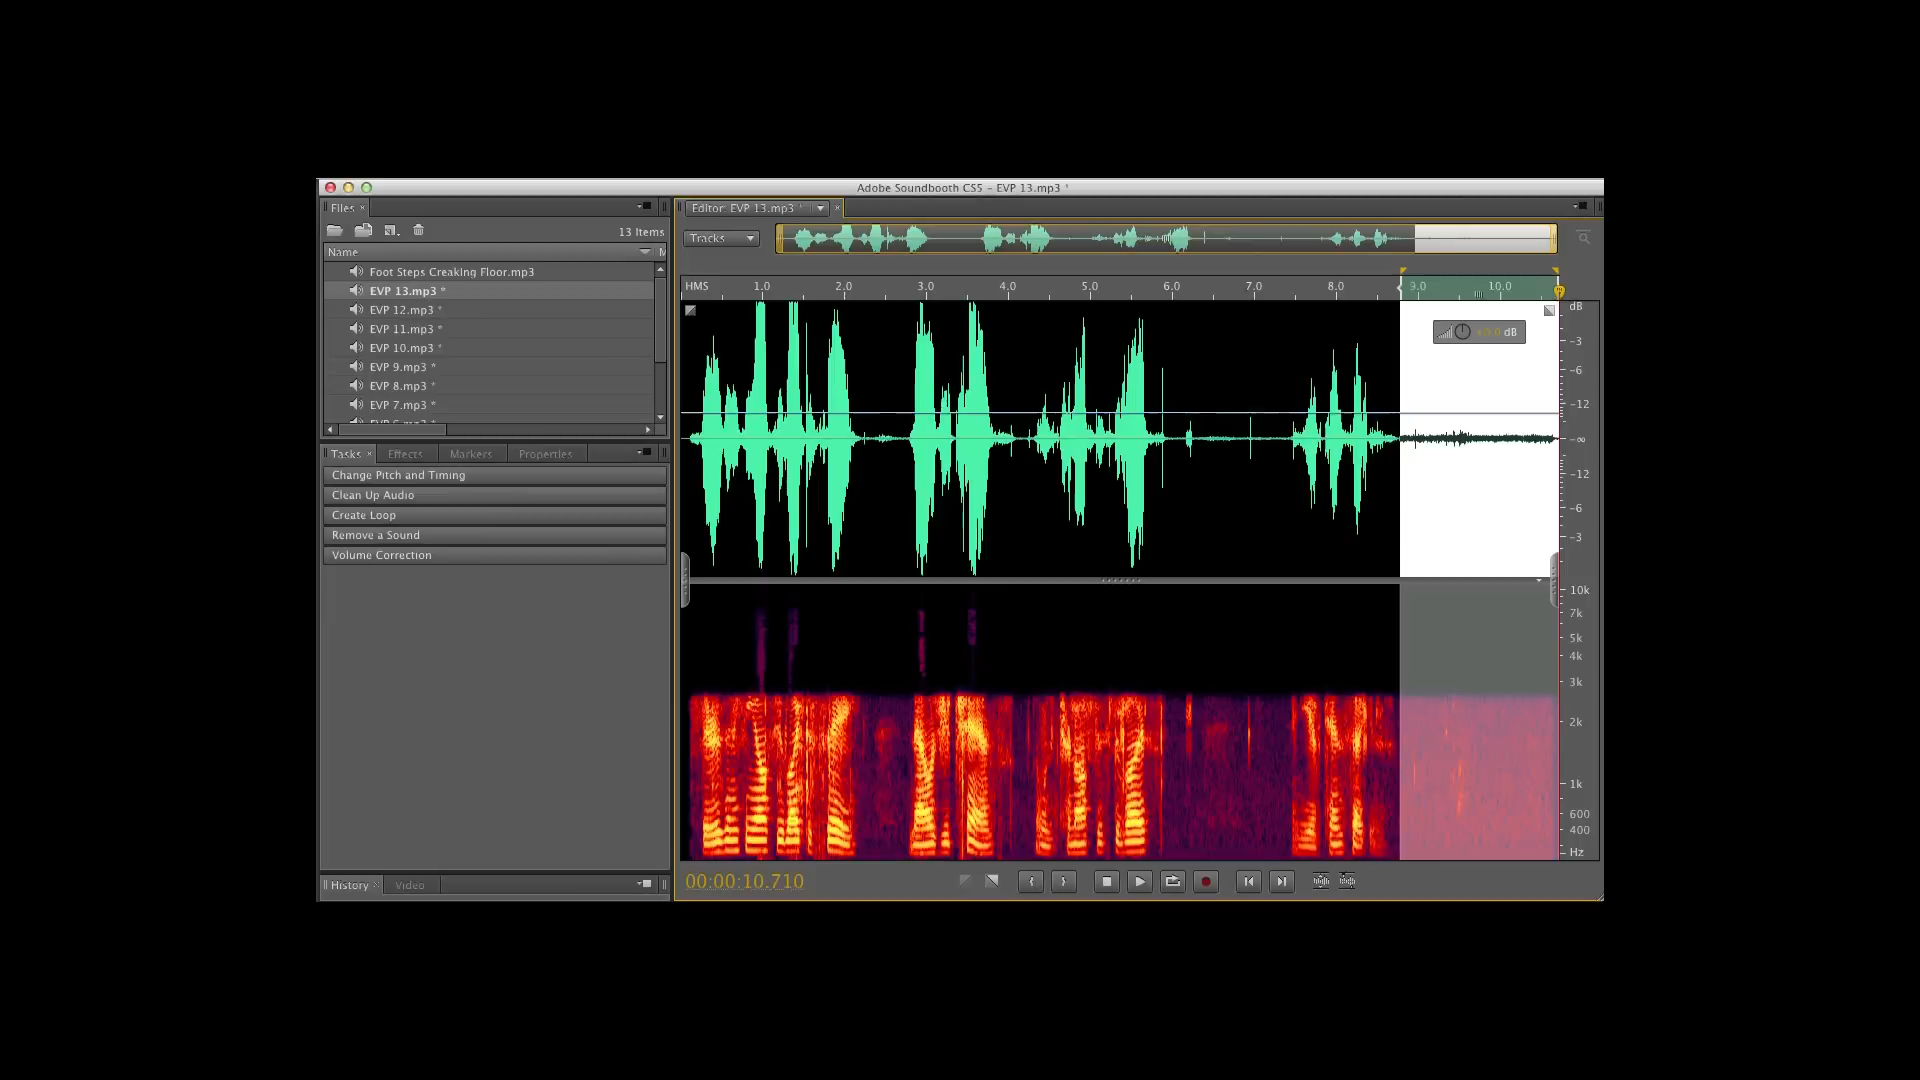 Adobe Soundbooth CS5 - EVP 13.mp3 *
Files ×
Editor: EVP 13.mp3 *
13 Items
Tracks
Name
Foot Steps Creaking Floor.mp3
EVP 13.mp3 *
EVP 12.mp3 *
EVP 11.mp3 *
EVP 10.mp3 *
EVP 9.mp3 *
EVP 8.mp3 *
EVP 7.mp3 *
HMS 1.0 2.0 3.0 4.0 5.0 6.0 7.0 8.0 9.0 10.0
dB
dB
-3
-6
-12
-∞
-12
-6
-3
Tasks × Effects Markers Properties
Change Pitch and Timing
Clean Up Audio
Create Loop
Remove a Sound
Volume Correction
10k
7k
5k
4k
3k
2k
1k
600
400
Hz
History × Video
00:00:10.710